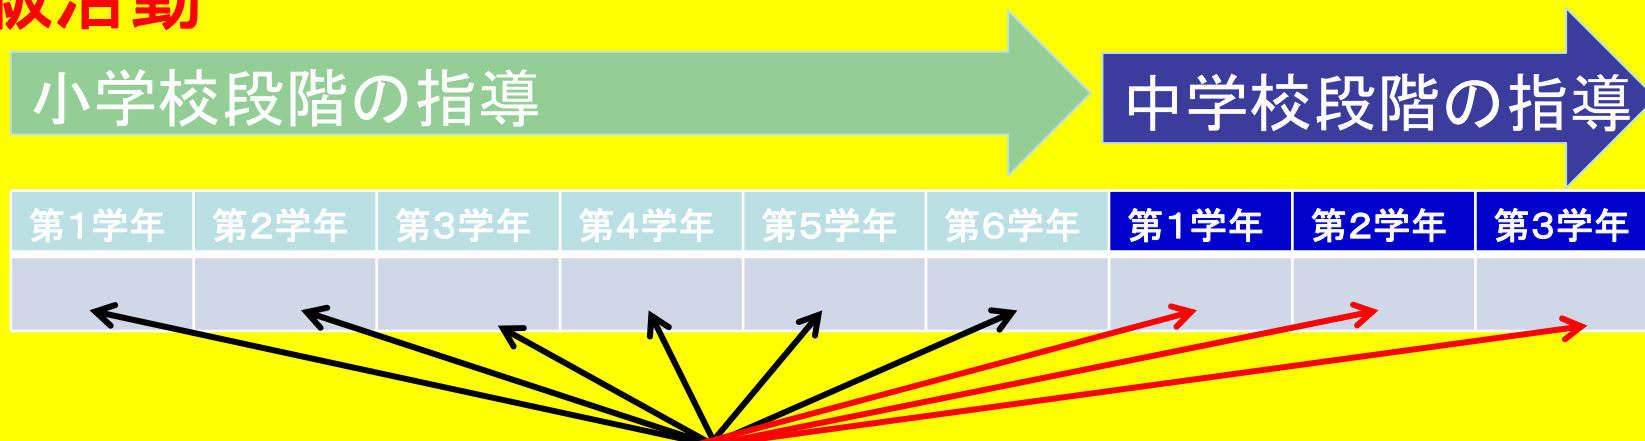 活動
小学校段階の指導
中学校段階の指導
第1学年 第2学年 第3学年 第4学年 第5学年 第6学年 第1学年 第2学年 第3学年